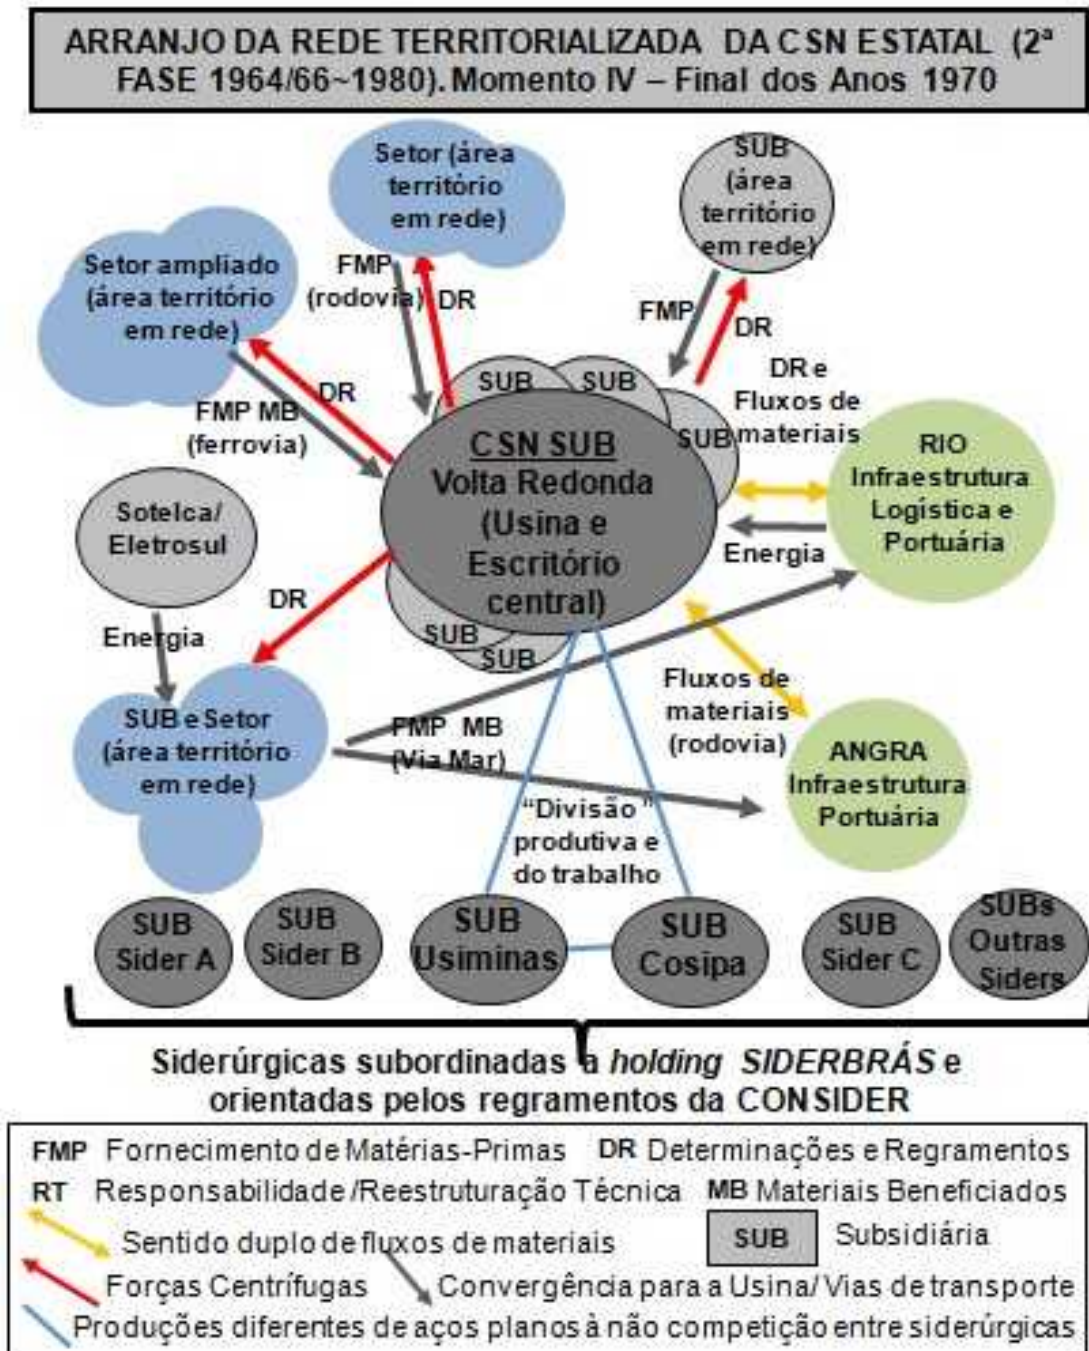 ARRANJO DA REDE TERRITORIALIZADA DA CSN ESTATAL (2ª
FASE 1964/66~1980). Momento IV – Final dos Anos 1970
Setor (área
território
em rede)
SUB
(área
território
em rede)
Setor ampliado
(área território
em rede)
FMP
(rodovia)
DR
FMP
DR
DR
FMP MB
(ferrovia)
SUB
SUB
SUB
DR e
Fluxos de
materiais
CSN SUB
Volta Redonda
(Usina e
Escritório
central)
RIO
Infraestrutura
Logística e
Portuária
Sotelca/
Eletrosul
Energia
DR
Energia
SUB
SUB
SUB e Setor
(área território
em rede)
FMP MB
(Via Mar)
Fluxos de
materiais
(rodovia)
ANGRA
Infraestrutura
Portuária
“Divisão”
produtiva e
do trabalho
SUB
Sider A
SUB
Sider B
SUB
Usiminas
SUB
Cosipa
SUB
Sider C
SUBs
Outras
Siders
Siderúrgicas subordinadas a holding SIDERBRÁS e
orientadas pelos regramentos da CONSIDER
FMP Fornecimento de Matérias-Primas DR Determinações e Regramentos
RT Responsabilidade /Reestruturação Técnica MB Materiais Beneficiados
Sentido duplo de fluxos de materiais SUB Subsidiária
Forças Centrífugas Convergência para a Usina/ Vias de transporte
Produções diferentes de aços planos à não competição entre siderúrgicas